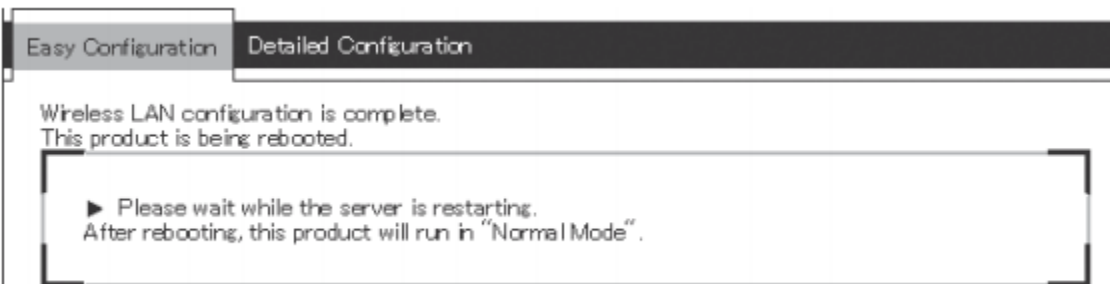 Easy Configuration Detailed Configuration
Wireless LAN configuration is complete.
This product is being rebooted.
▶ Please wait while the server is restarting.
After rebooting, this product will run in "Normal Mode".